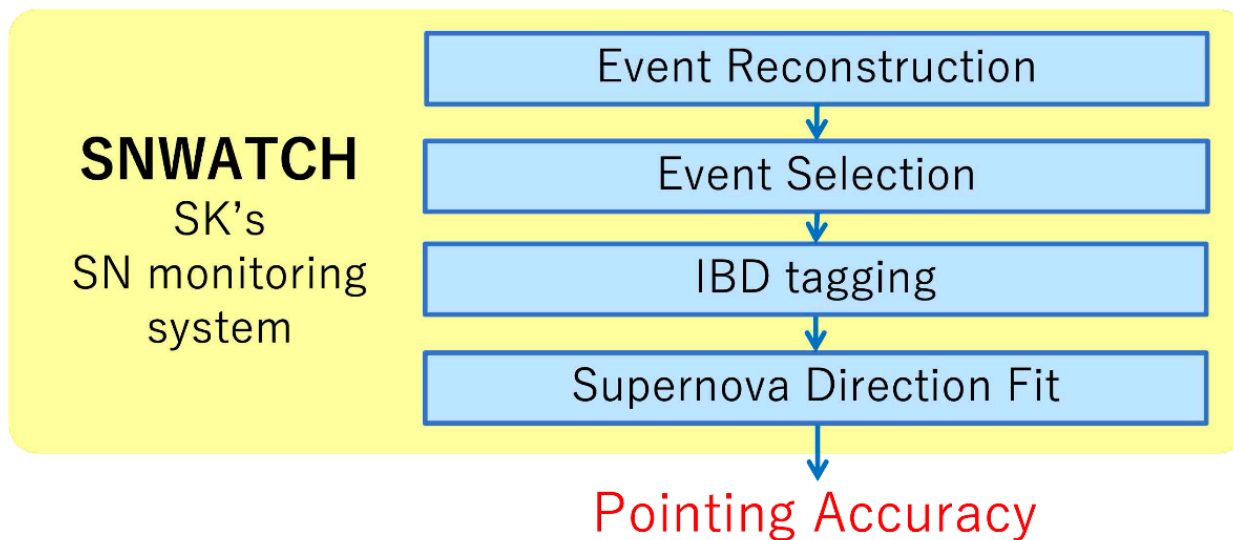 SNWATCH
SK’s
SN monitoring
system
Event Reconstruction
Event Selection
IBD tagging
Supernova Direction Fit
Pointing Accuracy